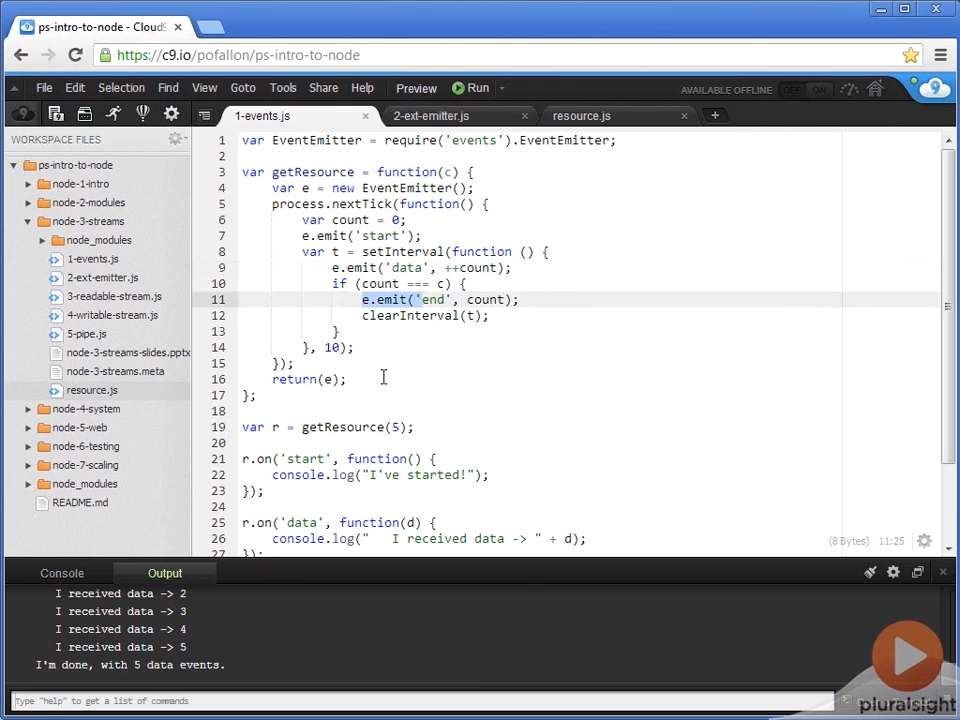 ps-intro-to-node - Cloud9
https://c9.io/pofallon/ps-intro-to-node
File Edit Selection Find View Goto Tools Share Help Preview Run AVAILABLE OFFLINE OFF ON
1-events.js 2-ext-emitter.js resource.js
WORKSPACE FILES
ps-intro-to-node
node-1-intro
node-2-modules
node-3-streams
node_modules
1-events.js
2-ext-emitter.js
3-readable-stream.js
4-writable-stream.js
5-pipe.js
node-3-streams-slides.pptx
node-3-streams.meta
resource.js
node-4-system
node-5-web
node-6-testing
node-7-scaling
node_modules
README.md
1 var EventEmitter = require('events').EventEmitter;
2
3 var getResource = function(c) {
4 var e = new EventEmitter();
5 process.nextTick(function() {
6 var count = 0;
7 e.emit('start');
8 var t = setInterval(function () {
9 e.emit('data', ++count);
10 if (count === c) {
11 e.emit('end', count);
12 clearInterval(t);
13 }
14 }, 10);
15 });
16 return(e);
17 };
18
19 var r = getResource(5);
20
21 r.on('start', function() {
22 console.log("I've started!");
23 });
24
25 r.on('data', function(d) {
26 console.log("   I received data -> " + d);
27 });
(8 Bytes) 11:25
Console Output
I received data -> 2
I received data -> 3
I received data -> 4
I received data -> 5
I'm done, with 5 data events.
Type "help" to get a list of commands
pluralsight